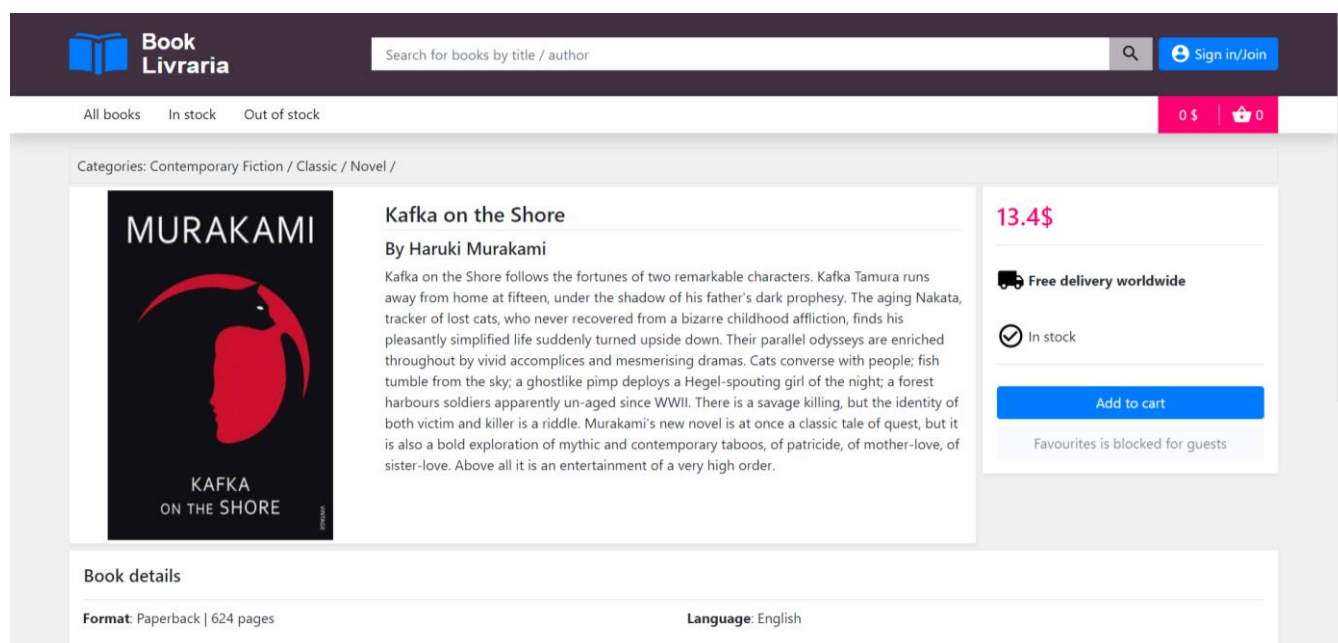 Book
Livraria
Search for books by title / author
Sign in/Join
All books In stock Out of stock
0 $ 0
Categories: Contemporary Fiction / Classic / Novel /
MURAKAMI
KAFKA
ON THE SHORE
VINTAGE
Kafka on the Shore
By Haruki Murakami
Kafka on the Shore follows the fortunes of two remarkable characters. Kafka Tamura runs
away from home at fifteen, under the shadow of his father's dark prophesy. The aging Nakata,
tracker of lost cats, who never recovered from a bizarre childhood affliction, finds his
pleasantly simplified life suddenly turned upside down. Their parallel odysseys are enriched
throughout by vivid accomplices and mesmerising dramas. Cats converse with people; fish
tumble from the sky; a ghostlike pimp deploys a Hegel-spouting girl of the night; a forest
harbours soldiers apparently un-aged since WWII. There is a savage killing, but the identity of
both victim and killer is a riddle. Murakami's new novel is at once a classic tale of quest, but it
is also a bold exploration of mythic and contemporary taboos, of patricide, of mother-love, of
sister-love. Above all it is an entertainment of a very high order.
13.4$
Free delivery worldwide
In stock
Add to cart
Favourites is blocked for guests
Book details
Format: Paperback | 624 pages
Language: English